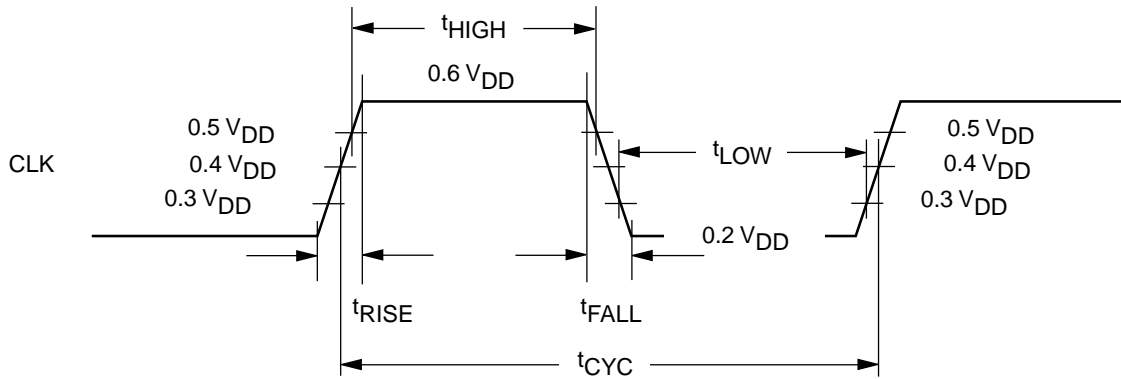 tHIGH
0.6 VDD
0.5 VDD
0.5 VDD
tLOW
CLK
0.4 VDD
0.4 VDD
0.3 VDD
0.3 VDD
0.2 VDD
tRISE
tFALL
tCYC